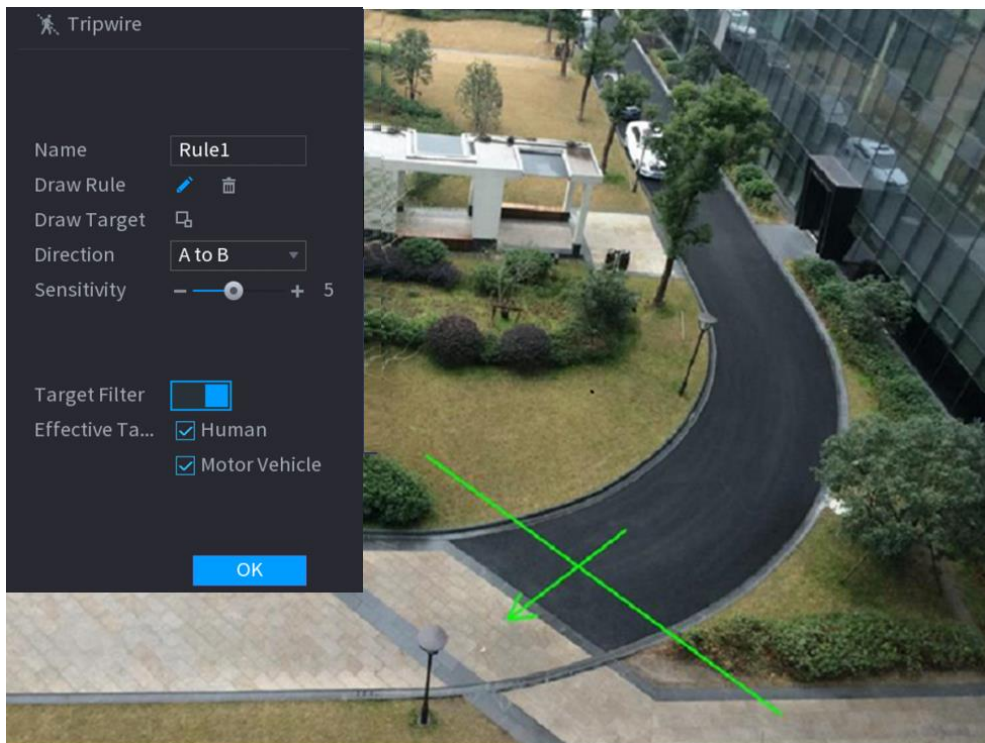 Tripwire
Name Rule1
Draw Rule
Draw Target
Direction A to B
Sensitivity − + 5
Target Filter
Effective Ta... Human
Motor Vehicle
OK